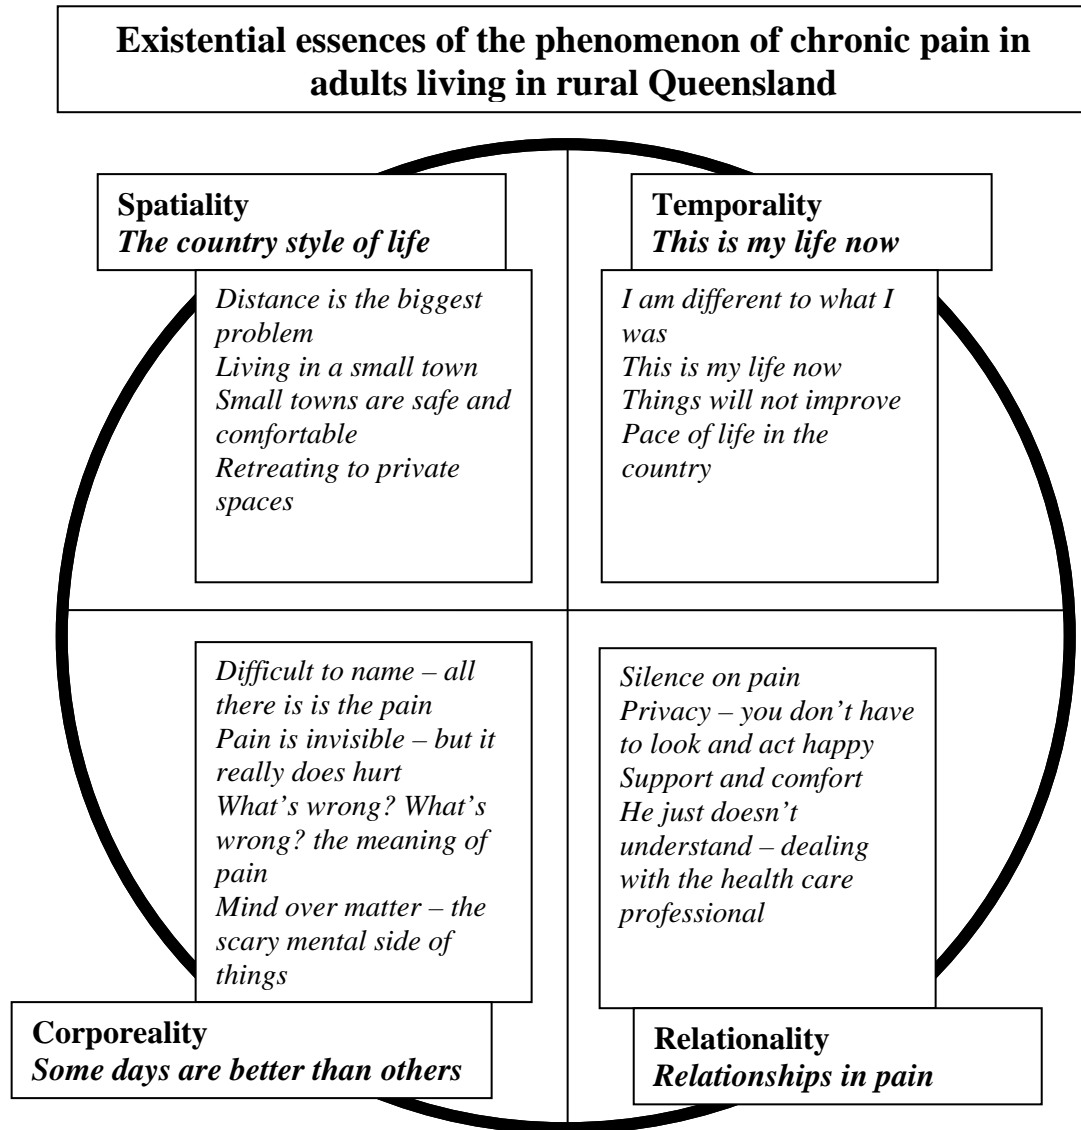 Existential essences of the phenomenon of chronic pain in
adults living in rural Queensland
Spatiality
The country style of life
Distance is the biggest
problem
Living in a small town
Small towns are safe and
comfortable
Retreating to private
spaces
Temporality
This is my life now
I am different to what I
was
This is my life now
Things will not improve
Pace of life in the
country
Difficult to name – all
there is is the pain
Pain is invisible – but it
really does hurt
What’s wrong? What’s
wrong? the meaning of
pain
Mind over matter – the
scary mental side of
things
Corporeality
Some days are better than others
Silence on pain
Privacy – you don’t have
to look and act happy
Support and comfort
He just doesn’t
understand – dealing
with the health care
professional
Relationality
Relationships in pain